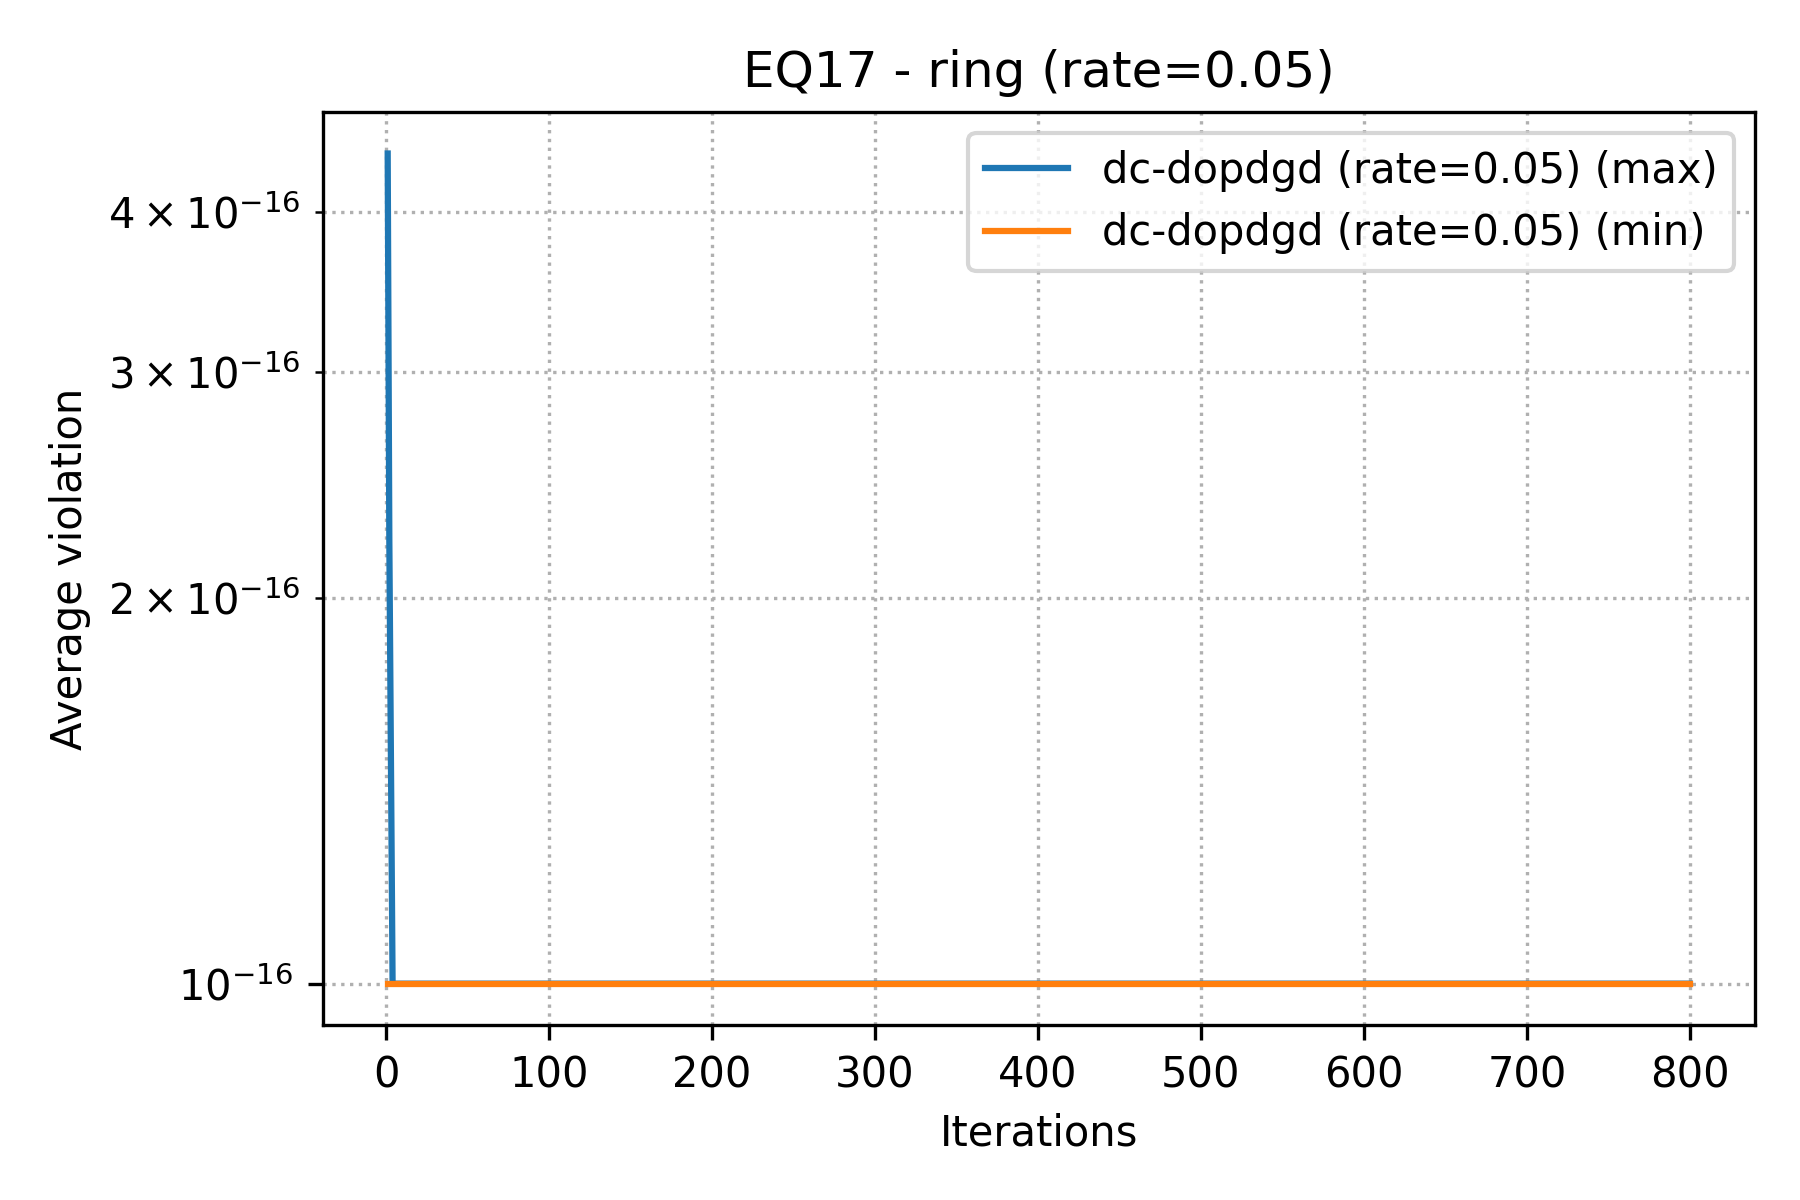 EQ17 - ring (rate=0.05)
dc-dopdgd (rate=0.05) (max)
dc-dopdgd (rate=0.05) (min)
Average violation
4 × 10⁻¹⁶
3 × 10⁻¹⁶
2 × 10⁻¹⁶
10⁻¹⁶
0 100 200 300 400 500 600 700 800
Iterations